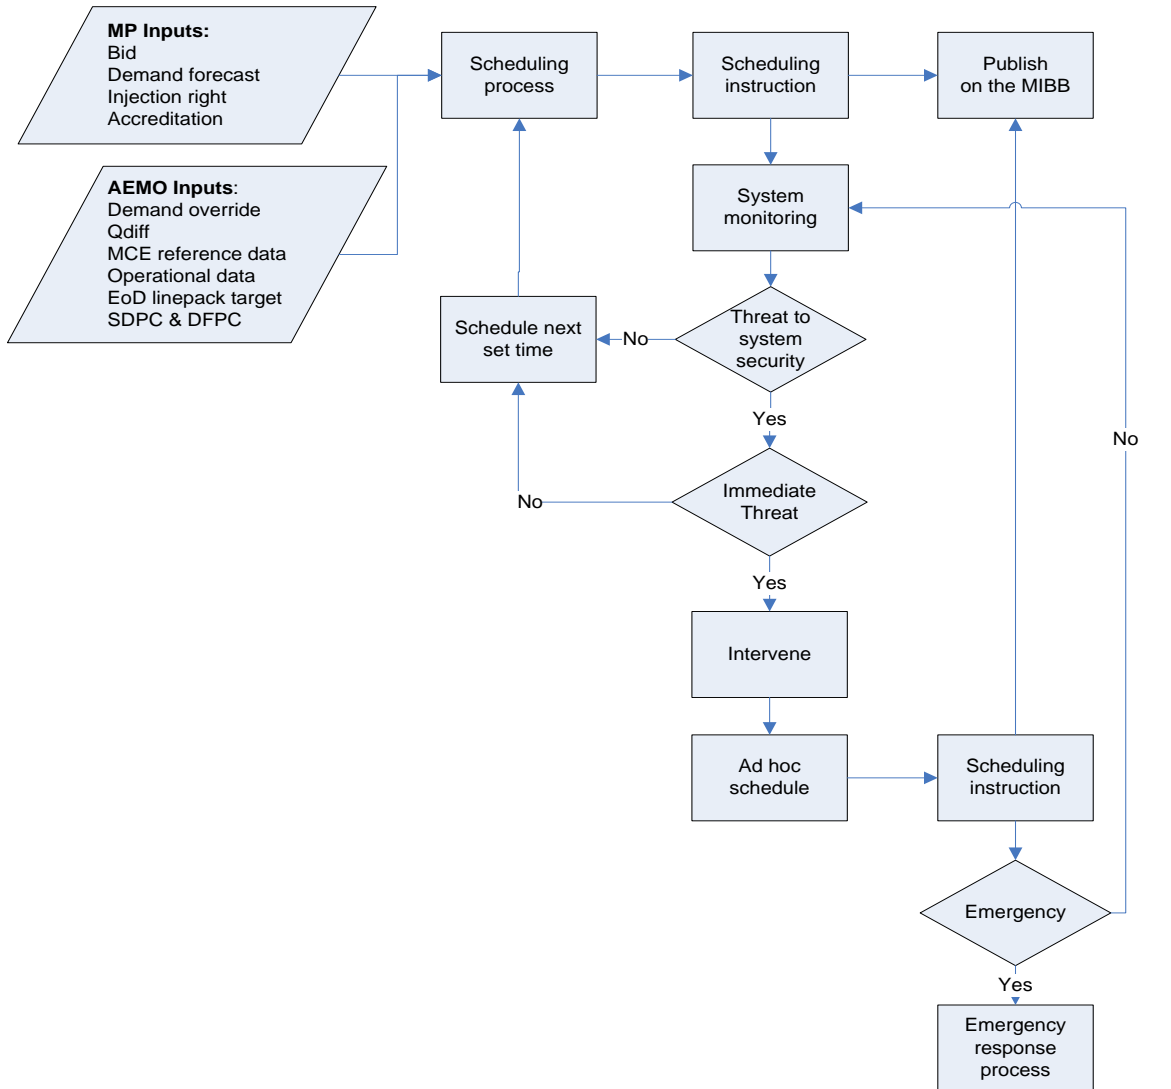 MP Inputs:
Bid
Demand forecast
Injection right
Accreditation
Scheduling
process
Scheduling
instruction
Publish
on the MIBB
AEMO Inputs:
Demand override
Qdiff
MCE reference data
Operational data
EoD linepack target
SDPC & DFPC
System
monitoring
Schedule next
set time
No
Threat to
system
security
Yes
No
No
Immediate
Threat
Yes
Intervene
Ad hoc
schedule
Scheduling
instruction
Emergency
Yes
Emergency
response
process